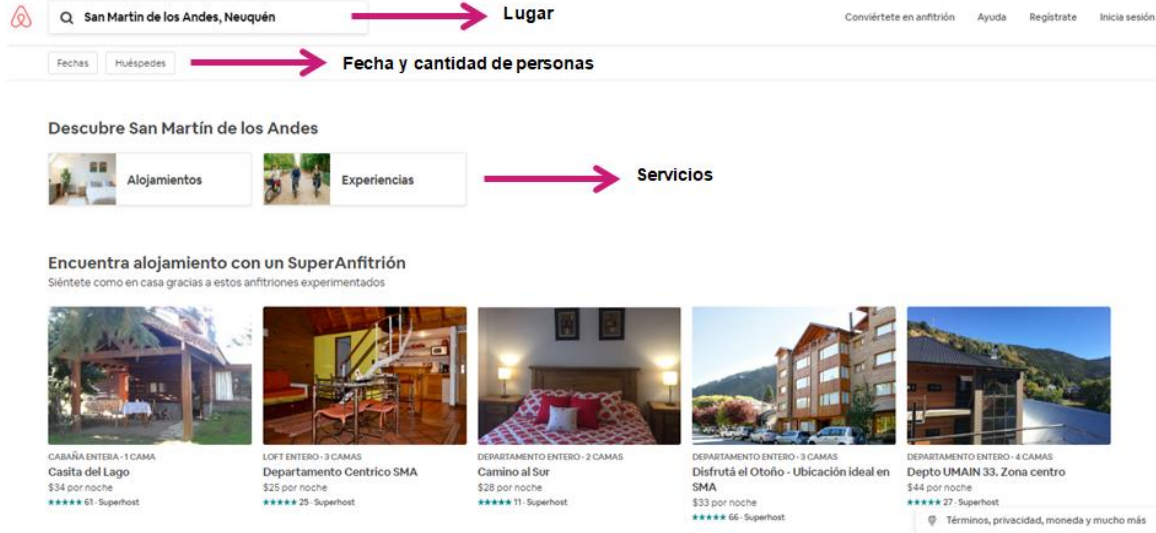 San Martin de los Andes, Neuquén
Lugar
Conviértete en anfitrión Ayuda Regístrate Inicia sesión
Fechas Huéspedes
Fecha y cantidad de personas
Descubre San Martín de los Andes
Alojamientos
Experiencias
Servicios
Encuentra alojamiento con un SuperAnfitrión
Siéntete como en casa gracias a estos anfitriones experimentados
CABAÑA ENTERA · 1 CAMA
Casita del Lago
$34 por noche
★★★★★ 61 · Superhost
LOFT ENTERO · 3 CAMAS
Departamento Centrico SMA
$25 por noche
★★★★★ 25 · Superhost
DEPARTAMENTO ENTERO · 2 CAMAS
Camino al Sur
$28 por noche
★★★★★ 11 · Superhost
DEPARTAMENTO ENTERO · 3 CAMAS
Disfrutá el Otoño - Ubicación ideal en
SMA
$33 por noche
★★★★★ 66 · Superhost
DEPARTAMENTO ENTERO · 4 CAMAS
Depto UMAIN 33. Zona centro
$44 por noche
★★★★★ 27 · Superhost
Términos, privacidad, moneda y mucho más